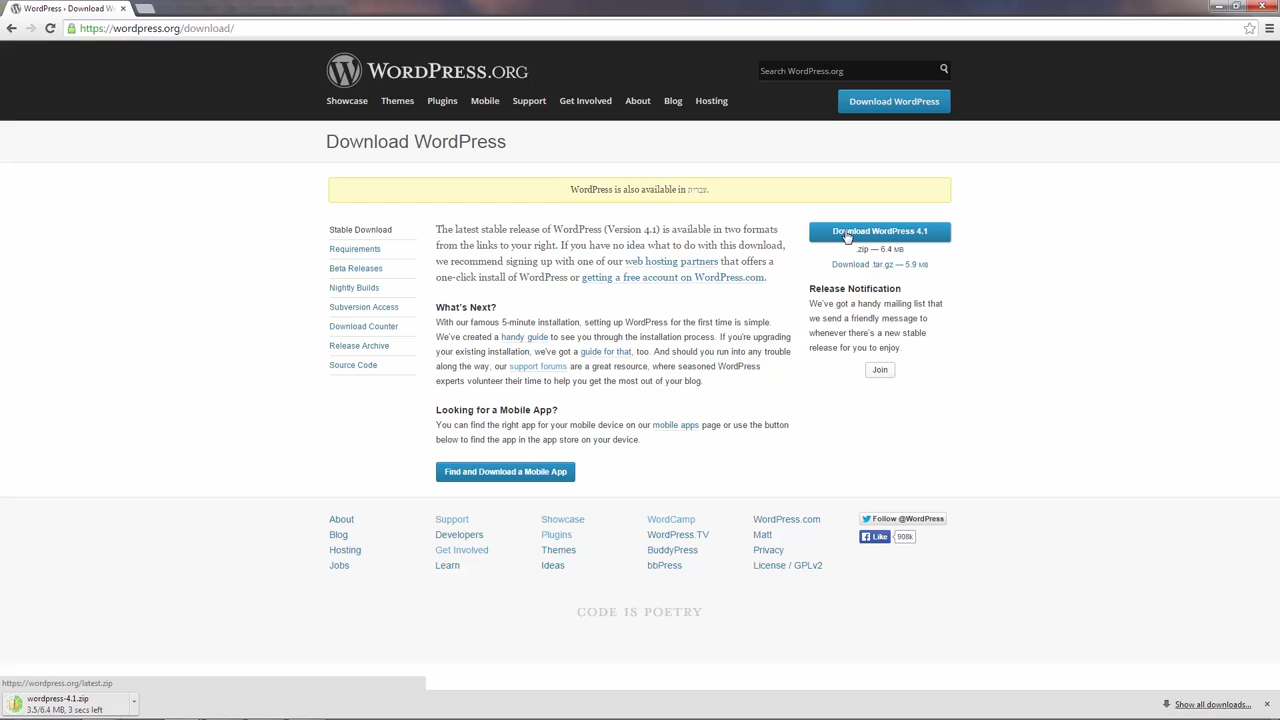 WordPress › Download W
https://wordpress.org/download/
WORDPRESS.ORG
Search WordPress.org
Showcase Themes Plugins Mobile Support Get Involved About Blog Hosting
Download WordPress
Download WordPress
WordPress is also available in עברית.
Stable Download
Requirements
Beta Releases
Nightly Builds
Subversion Access
Download Counter
Release Archive
Source Code
The latest stable release of WordPress (Version 4.1) is available in two formats
from the links to your right. If you have no idea what to do with this download,
we recommend signing up with one of our web hosting partners that offers a
one-click install of WordPress or getting a free account on WordPress.com.
What's Next?
With our famous 5-minute installation, setting up WordPress for the first time is simple.
We've created a handy guide to see you through the installation process. If you're upgrading
your existing installation, we've got a guide for that, too. And should you run into any trouble
along the way, our support forums are a great resource, where seasoned WordPress
experts volunteer their time to help you get the most out of your blog.
Looking for a Mobile App?
You can find the right app for your mobile device on our mobile apps page or use the button
below to find the app in the app store on your device.
Find and Download a Mobile App
Download WordPress 4.1
.zip — 6.4 MB
Download .tar.gz — 5.9 MB
Release Notification
We've got a handy mailing list that
we send a friendly message to
whenever there's a new stable
release for you to enjoy.
Join
About
Blog
Hosting
Jobs
Support
Developers
Get Involved
Learn
Showcase
Plugins
Themes
Ideas
WordCamp
WordPress.TV
BuddyPress
bbPress
WordPress.com
Matt
Privacy
License / GPLv2
Follow @WordPress
Like 908k
CODE IS POETRY
https://wordpress.org/latest.zip
wordpress-4.1.zip
3.5/6.4 MB, 3 secs left
Show all downloads...